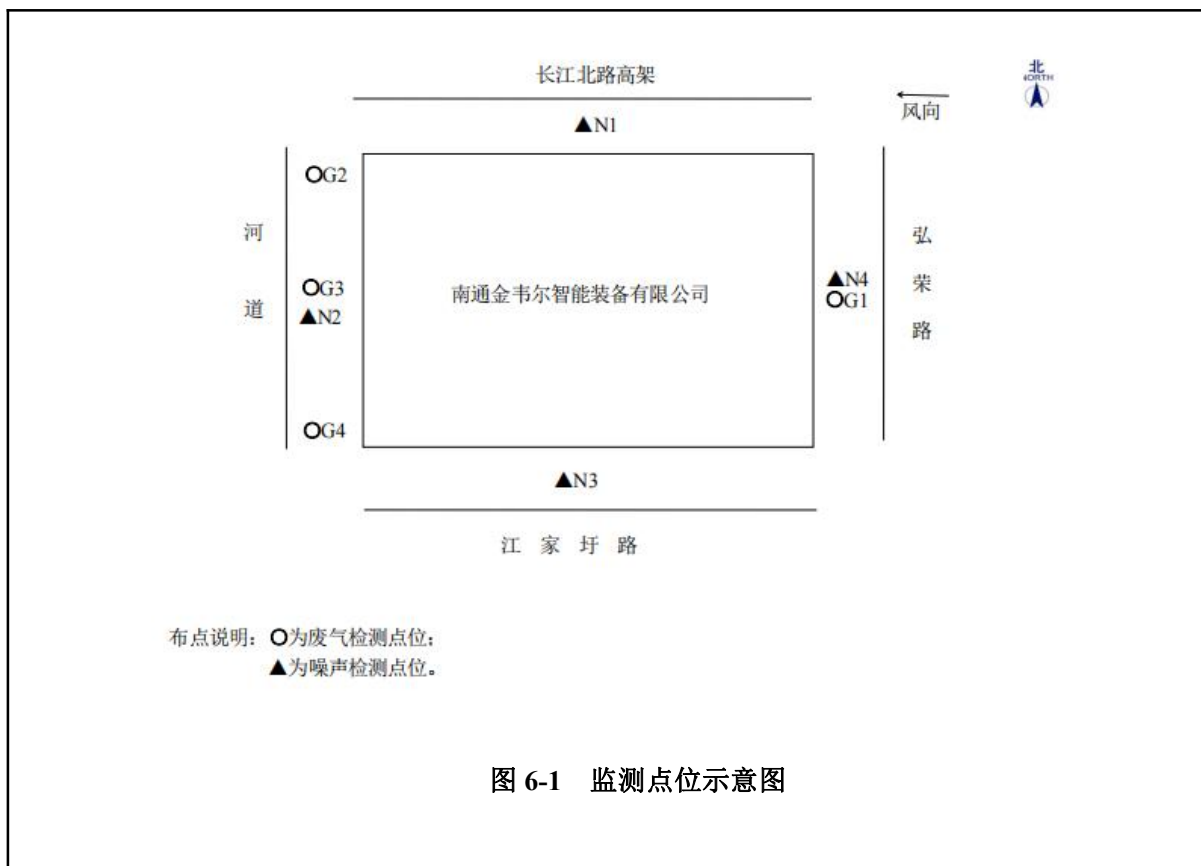 长江北路高架
北
NORTH
风向
▲N1
OG2
河道
弘荣路
OG3
▲N2
南通金韦尔智能装备有限公司
▲N4
OG1
OG4
▲N3
江家圩路
布点说明：O为废气检测点位；
▲为噪声检测点位。
图 6-1 监测点位示意图